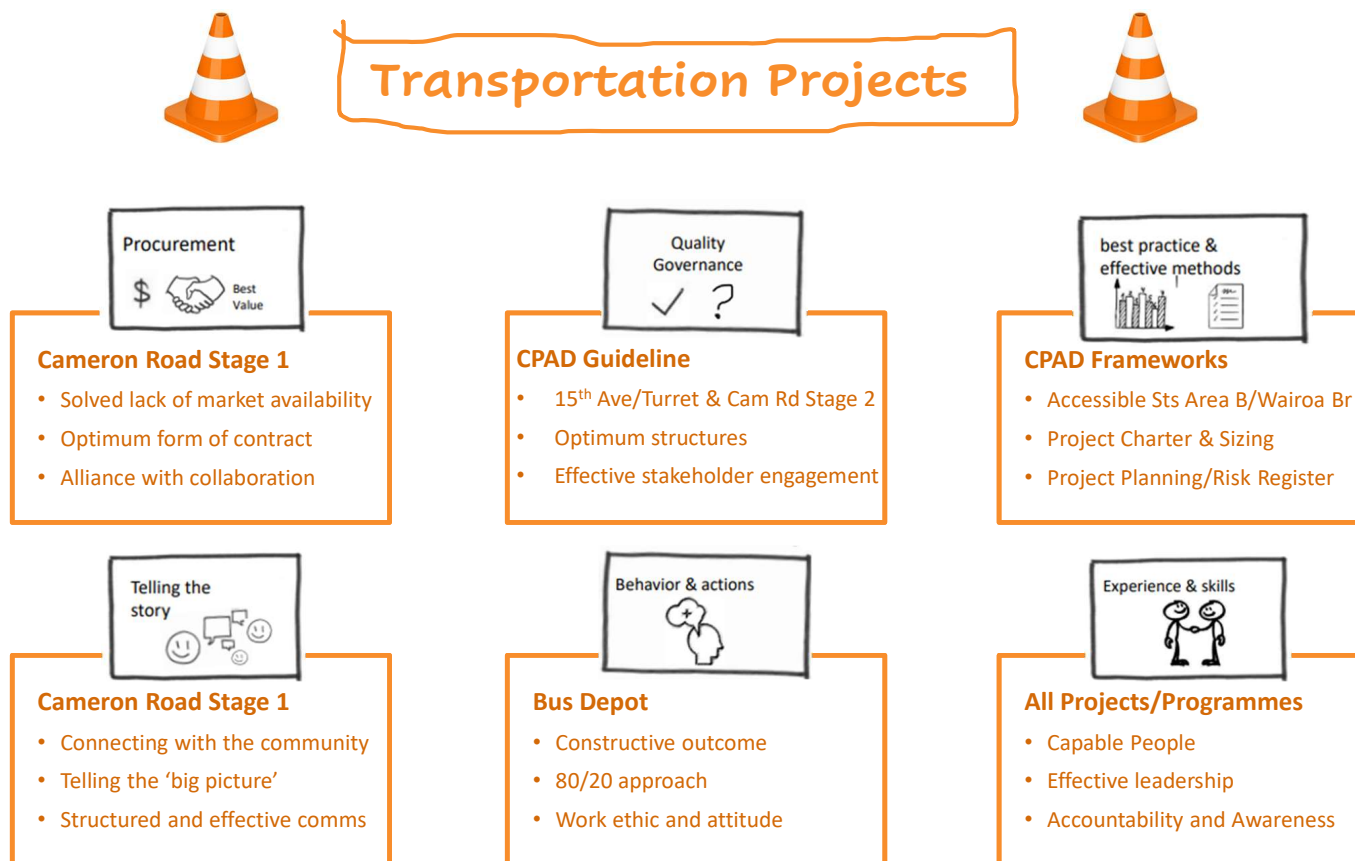 Transportation Projects
Procurement
$
Best
Value
Cameron Road Stage 1
• Solved lack of market availability
• Optimum form of contract
• Alliance with collaboration
Quality
Governance
?
CPAD Guideline
• 15th Ave/Turret & Cam Rd Stage 2
• Optimum structures
• Effective stakeholder engagement
best practice &
effective methods
CPAD Frameworks
• Accessible Sts Area B/Wairoa Br
• Project Charter & Sizing
• Project Planning/Risk Register
Telling the
story
Cameron Road Stage 1
• Connecting with the community
• Telling the ‘big picture’
• Structured and effective comms
Behavior & actions
Bus Depot
• Constructive outcome
• 80/20 approach
• Work ethic and attitude
Experience & skills
All Projects/Programmes
• Capable People
• Effective leadership
• Accountability and Awareness